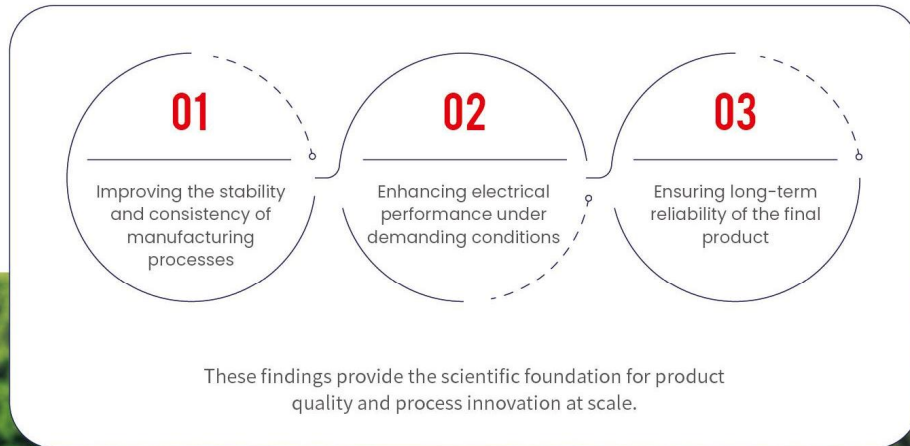 01
Improving the stability
and consistency of
manufacturing
processes
02
Enhancing electrical
performance under
demanding conditions
03
Ensuring long-term
reliability of the final
product
These findings provide the scientific foundation for product
quality and process innovation at scale.